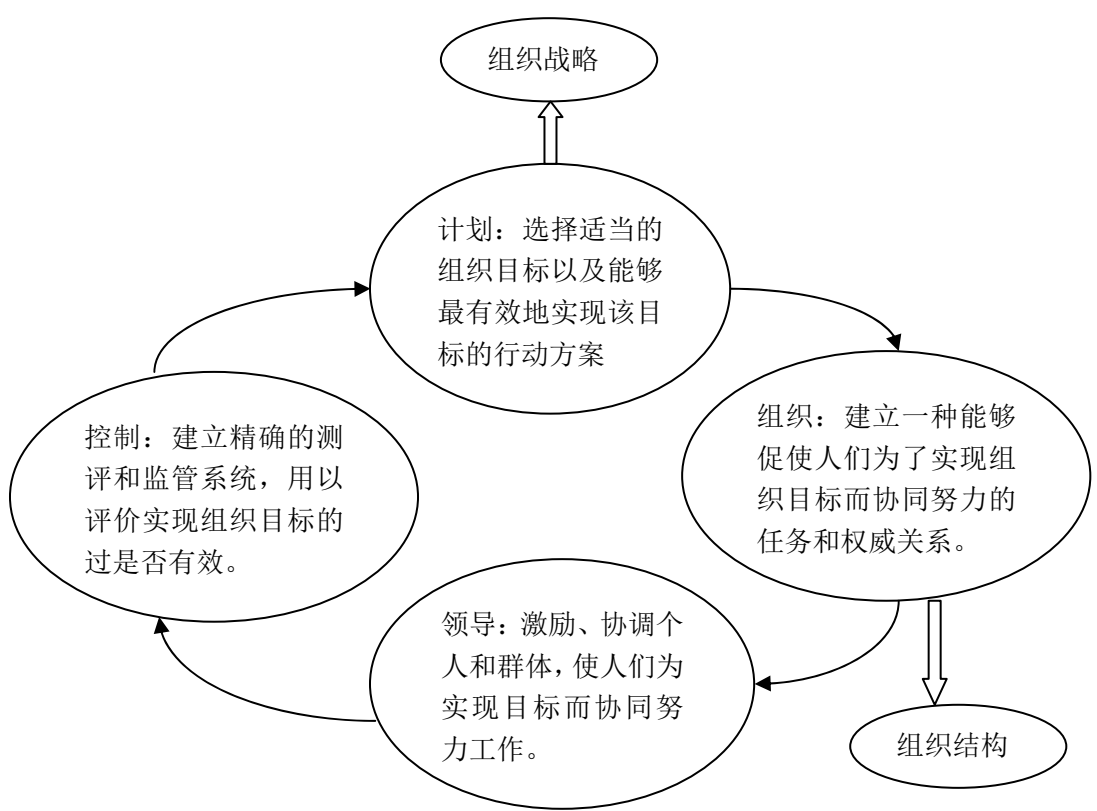 组织战略
计划：选择适当的
组织目标以及能够
最有效地实现该目
标的行动方案
组织：建立一种能够
促使人们为了实现组
织目标而协同努力的
任务和权威关系。
控制：建立精确的测
评和监管系统，用以
评价实现组织目标的
过是否有效。
领导：激励、协调个
人和群体，使人们为
实现目标而协同努
力工作。
组织结构